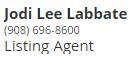 Jodi Lee Labbate
(908) 696-8600
Listing Agent